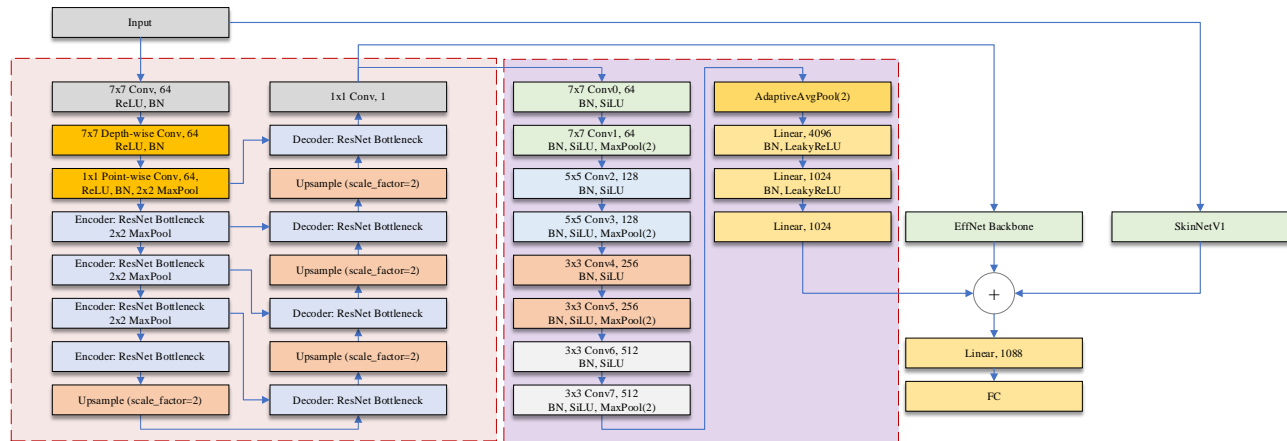 Input
7x7 Conv, 64
ReLU, BN
7x7 Depth-wise Conv, 64
ReLU, BN
1x1 Point-wise Conv, 64,
ReLU, BN, 2x2 MaxPool
Encoder: ResNet Bottleneck
2x2 MaxPool
Encoder: ResNet Bottleneck
2x2 MaxPool
Encoder: ResNet Bottleneck
2x2 MaxPool
Encoder: ResNet Bottleneck
Upsample (scale_factor=2)
1x1 Conv, 1
Decoder: ResNet Bottleneck
Upsample (scale_factor=2)
Decoder: ResNet Bottleneck
Upsample (scale_factor=2)
Decoder: ResNet Bottleneck
Upsample (scale_factor=2)
Decoder: ResNet Bottleneck
7x7 Conv0, 64
BN, SiLU
7x7 Conv1, 64
BN, SiLU, MaxPool(2)
5x5 Conv2, 128
BN, SiLU
5x5 Conv3, 128
BN, SiLU, MaxPool(2)
3x3 Conv4, 256
BN, SiLU
3x3 Conv5, 256
BN, SiLU, MaxPool(2)
3x3 Conv6, 512
BN, SiLU
3x3 Conv7, 512
BN, SiLU, MaxPool(2)
AdaptiveAvgPool(2)
Linear, 4096
BN, LeakyReLU
Linear, 1024
BN, LeakyReLU
Linear, 1024
EffNet Backbone
SkinNetV1
+
Linear, 1088
FC